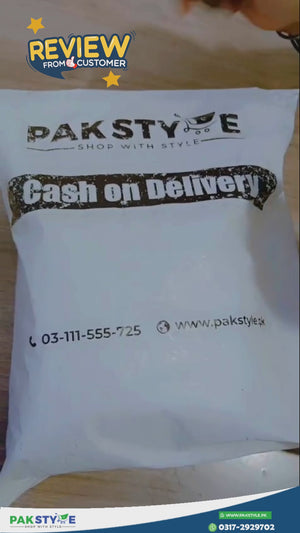 REVIEW
FROM CUSTOMER
PAKSTYLE
SHOP WITH STYLE
Cash on Delivery
03-111-555-725 www.pakstyle.pk
PAKSTYLE
SHOP WITH STYLE
WWW.PAKSTYLE.PK
0317-2929702